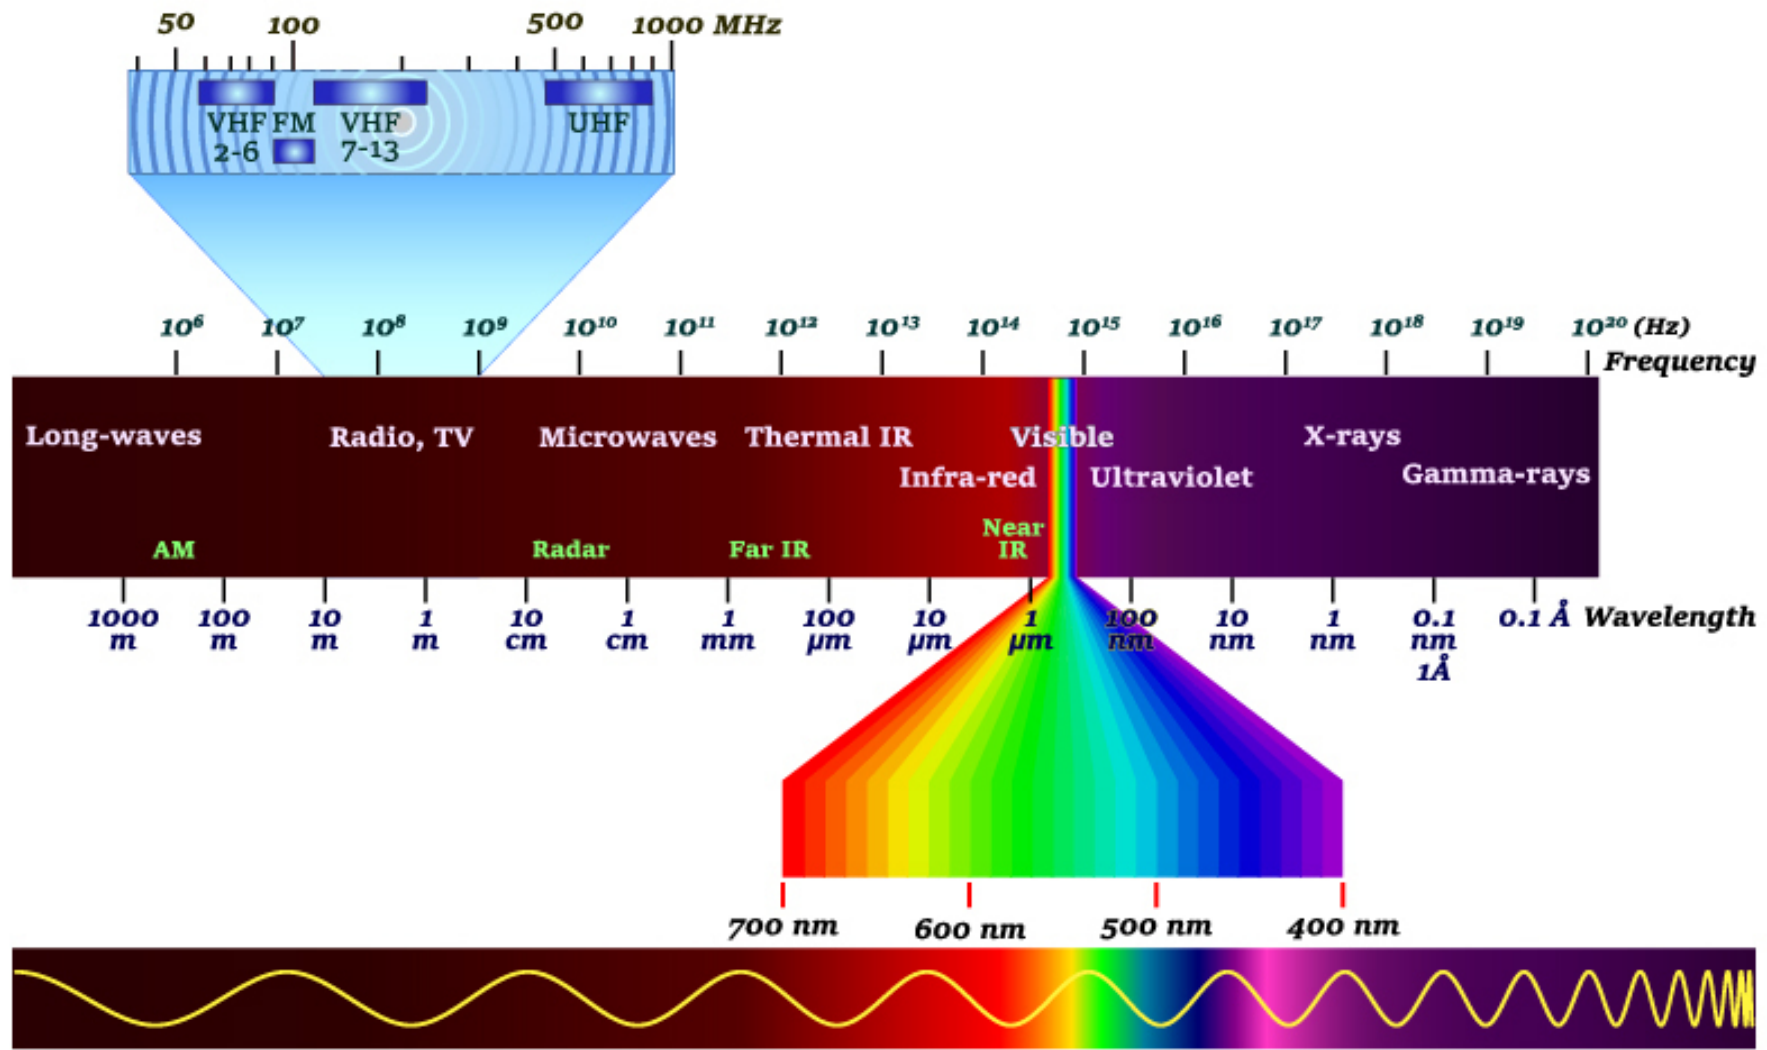 50 100 500 1000 MHz
VHF FM VHF UHF
2-6 7-13
10⁶ 10⁷ 10⁸ 10⁹ 10¹⁰ 10¹¹ 10¹² 10¹³ 10¹⁴ 10¹⁵ 10¹⁶ 10¹⁷ 10¹⁸ 10¹⁹ 10²⁰ (Hz)
Frequency
Long-waves Radio, TV Microwaves Thermal IR Visible X-rays
Infra-red Ultraviolet Gamma-rays
Near
AM Radar Far IR IR
1000 100 10 1 10 1 1 100 10 1 100 10 1 0.1 0.1 Å Wavelength
m m m m cm cm mm µm µm µm nm nm nm nm
1Å
700 nm 600 nm 500 nm 400 nm